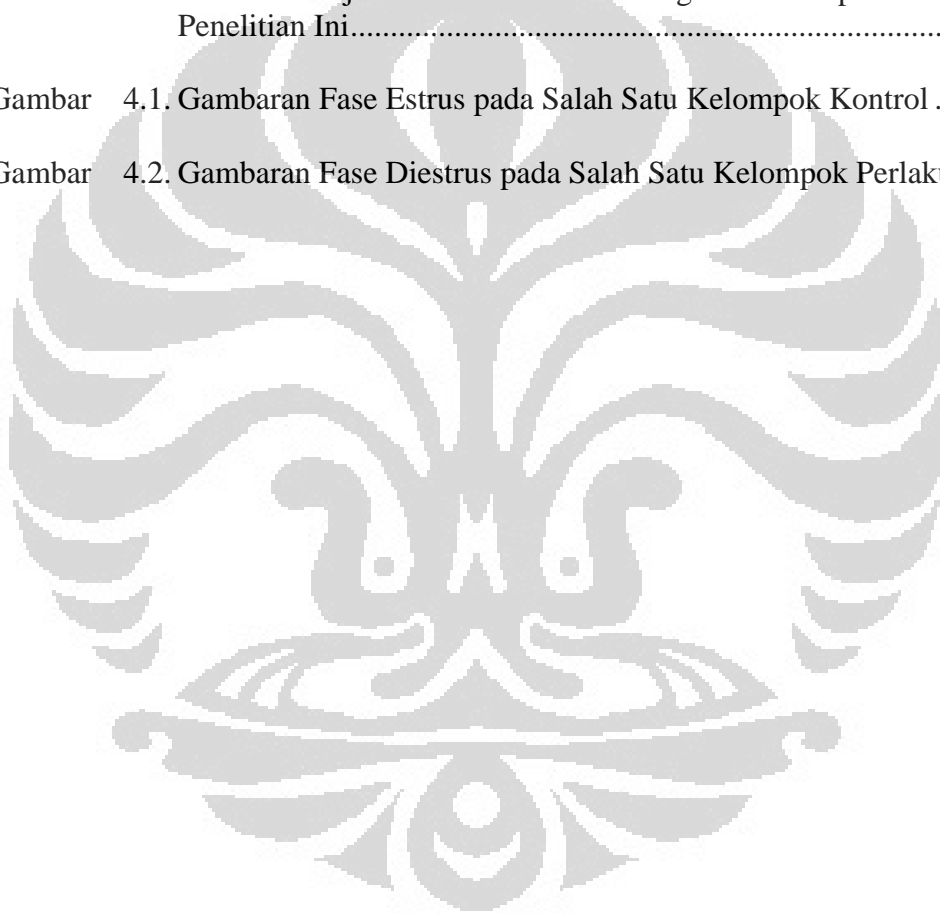 Penelitian Ini........................................................................
Gambar 4.1. Gambaran Fase Estrus pada Salah Satu Kelompok Kontrol .
Gambar 4.2. Gambaran Fase Diestrus pada Salah Satu Kelompok